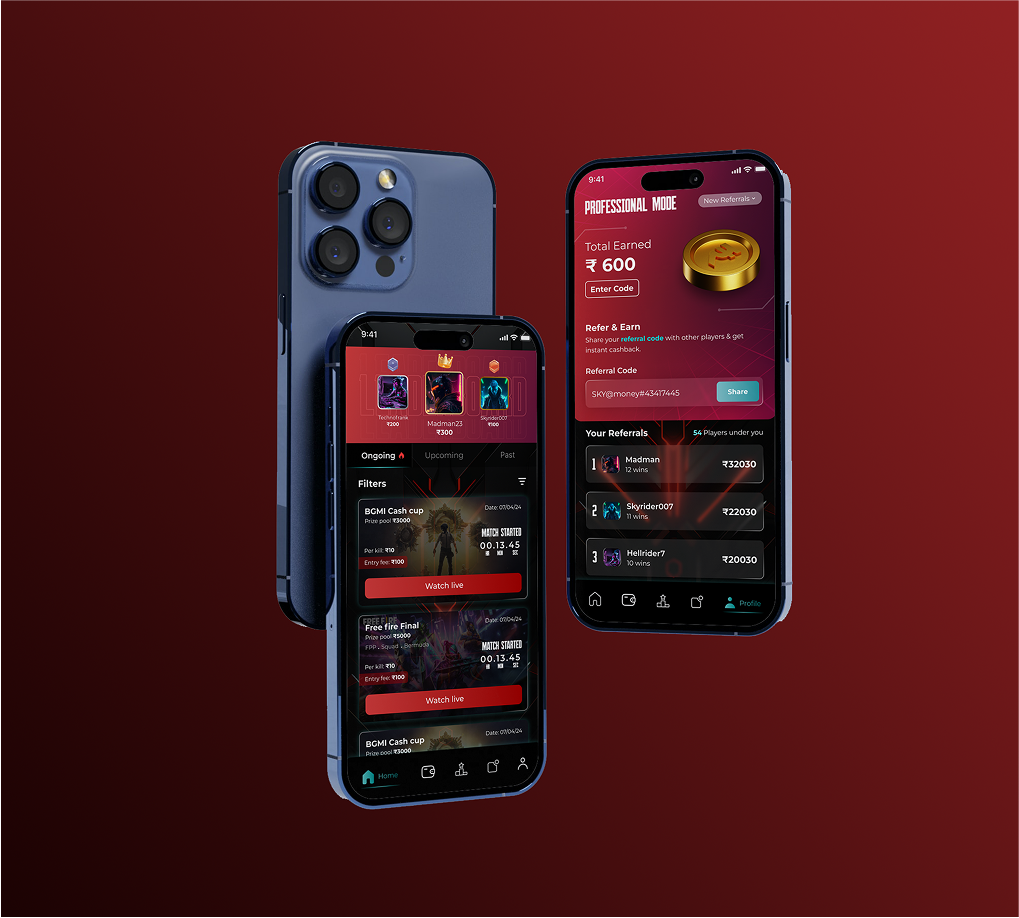 9:41
Technofrank
₹200
Madman23
₹300
Skyrider007
₹100
Ongoing
Upcoming
Past
Filters
BGMI Cash cup
Date: 07/04/24
Prize pool ₹3000
MATCH STARTED
00.13.45
HR MIN SEC
Per kill: ₹10
Entry fee: ₹100
Watch live
FREE FIRE
Free fire Final
Date: 07/04/24
Prize pool ₹5000
FPP . Squad . Bermuda
MATCH STARTED
00.13.45
HR MIN SEC
Per kill: ₹10
Entry fee: ₹100
Watch live
BGMI Cash cup
Date: 07/04/24
Prize pool ₹3000
Home
9:41
PROFESSIONAL MODE
New Referrals
Total Earned
₹ 600
Enter Code
Refer & Earn
Share your referral code with other players & get
instant cashback.
Referral Code
SKY@money#43417445
Share
Your Referrals
54 Players under you
1 Madman
12 wins
₹32030
2 Skyrider007
11 wins
₹22030
3 Hellrider7
10 wins
₹20030
Profile